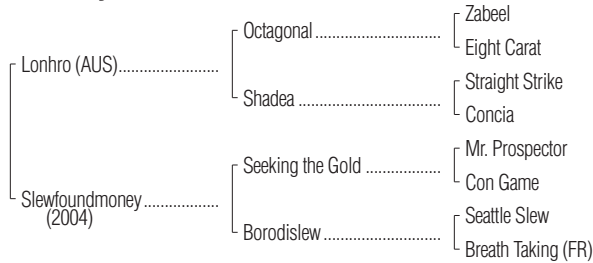 Zabeel
Octagonal
Eight Carat
Lonhro (AUS)
Straight Strike
Shadea
Concia
Mr. Prospector
Seeking the Gold
Con Game
Slewfoundmoney
(2004)
Seattle Slew
Borodislew
Breath Taking (FR)